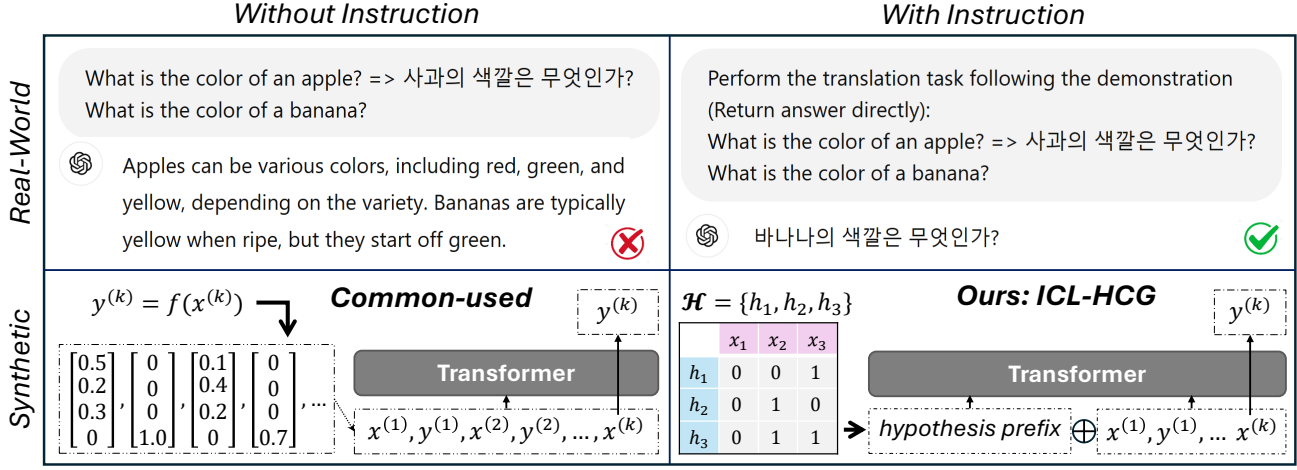 Without Instruction
With Instruction
Real-World
What is the color of an apple? => 사과의 색깔은 무엇인가?
What is the color of a banana?
Apples can be various colors, including red, green, and
yellow, depending on the variety. Bananas are typically
yellow when ripe, but they start off green.
Perform the translation task following the demonstration
(Return answer directly):
What is the color of an apple? => 사과의 색깔은 무엇인가?
What is the color of a banana?
바나나의 색깔은 무엇인가?
Synthetic
y^(k) = f(x^(k))
Common-used
y^(k)
[0.5 0.2 0.3 0], [0 0 0 1.0], [0.1 0.4 0.2 0], [0 0 0 0.7], ...
Transformer
x^(1), y^(1), x^(2), y^(2), ..., x^(k)
𝓗 = {h₁, h₂, h₃}
Ours: ICL-HCG
y^(k)
x₁ x₂ x₃
h₁ 0 0 1
h₂ 0 1 0
h₃ 0 1 1
Transformer
hypothesis prefix ⊕ x^(1), y^(1), ... x^(k)